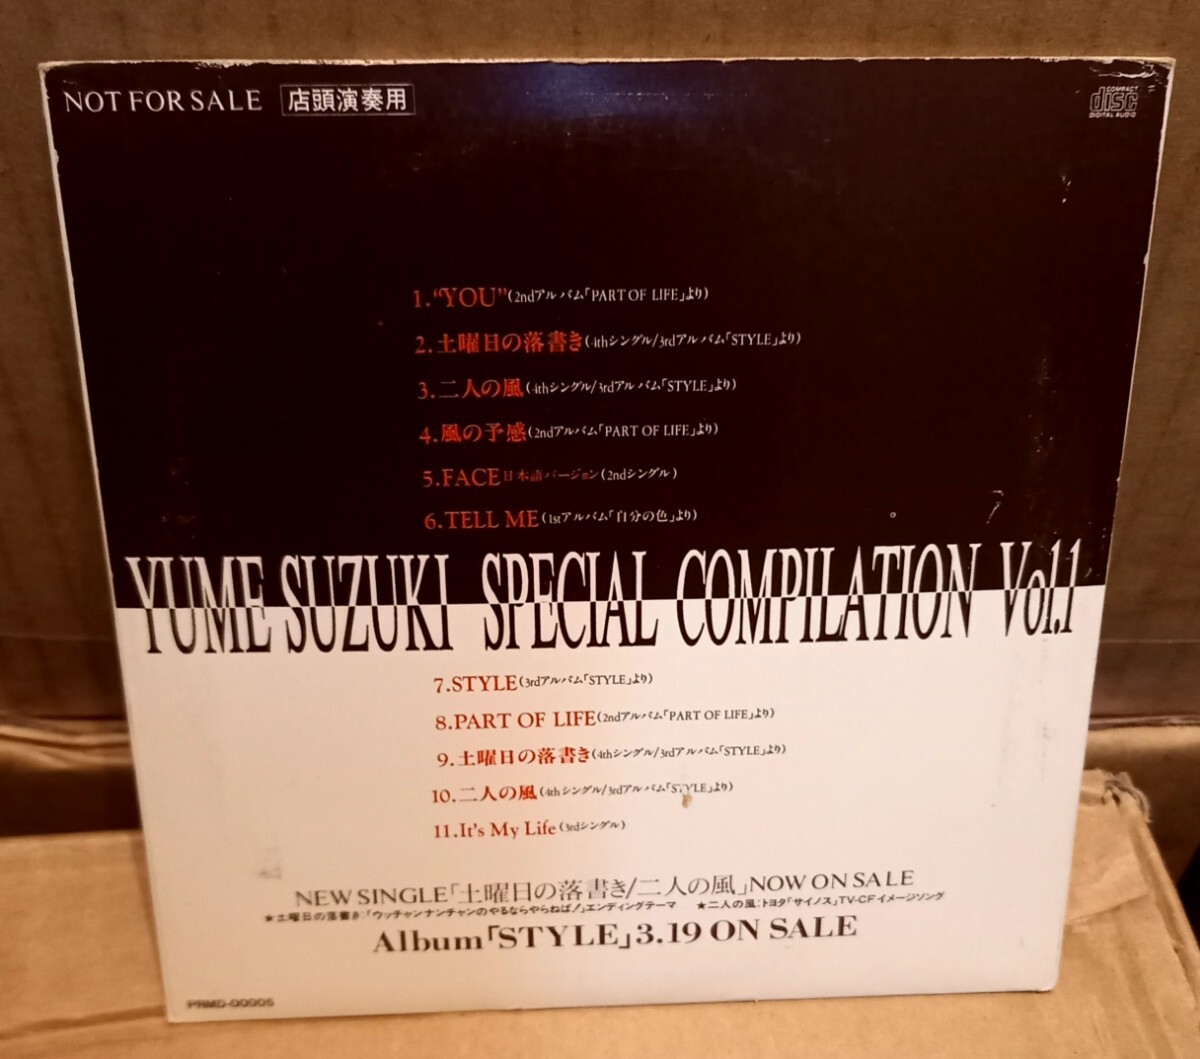 NOT FOR SALE 店頭演奏用
COMPACT
disc
DIGITAL AUDIO
1.“YOU”(2ndアルバム「PART OF LIFE」より)
2.土曜日の落書き(4thシングル/3rdアルバム「STYLE」より)
3.二人の風(4thシングル/3rdアルバム「STYLE」より)
4.風の予感(2ndアルバム「PART OF LIFE」より)
5.FACE日本語バージョン(2ndシングル)
6.TELL ME(1stアルバム「自分の色」より)
YUME SUZUKI SPECIAL COMPILATION Vol.1
7.STYLE(3rdアルバム「STYLE」より)
8.PART OF LIFE(2ndアルバム「PART OF LIFE」より)
9.土曜日の落書き(4thシングル/3rdアルバム「STYLE」より)
10.二人の風(4thシングル/3rdアルバム「STYLE」より)
11.It's My Life(3rdシングル)
NEW SINGLE「土曜日の落書き/二人の風」NOW ON SALE
★土曜日の落書き:「ウッチャンナンチャンのやるならやらねば!」エンディングテーマ ★二人の風:トヨタ「サイノス」TV-CFイメージソング
Album「STYLE」3.19 ON SALE
PRMD-00005